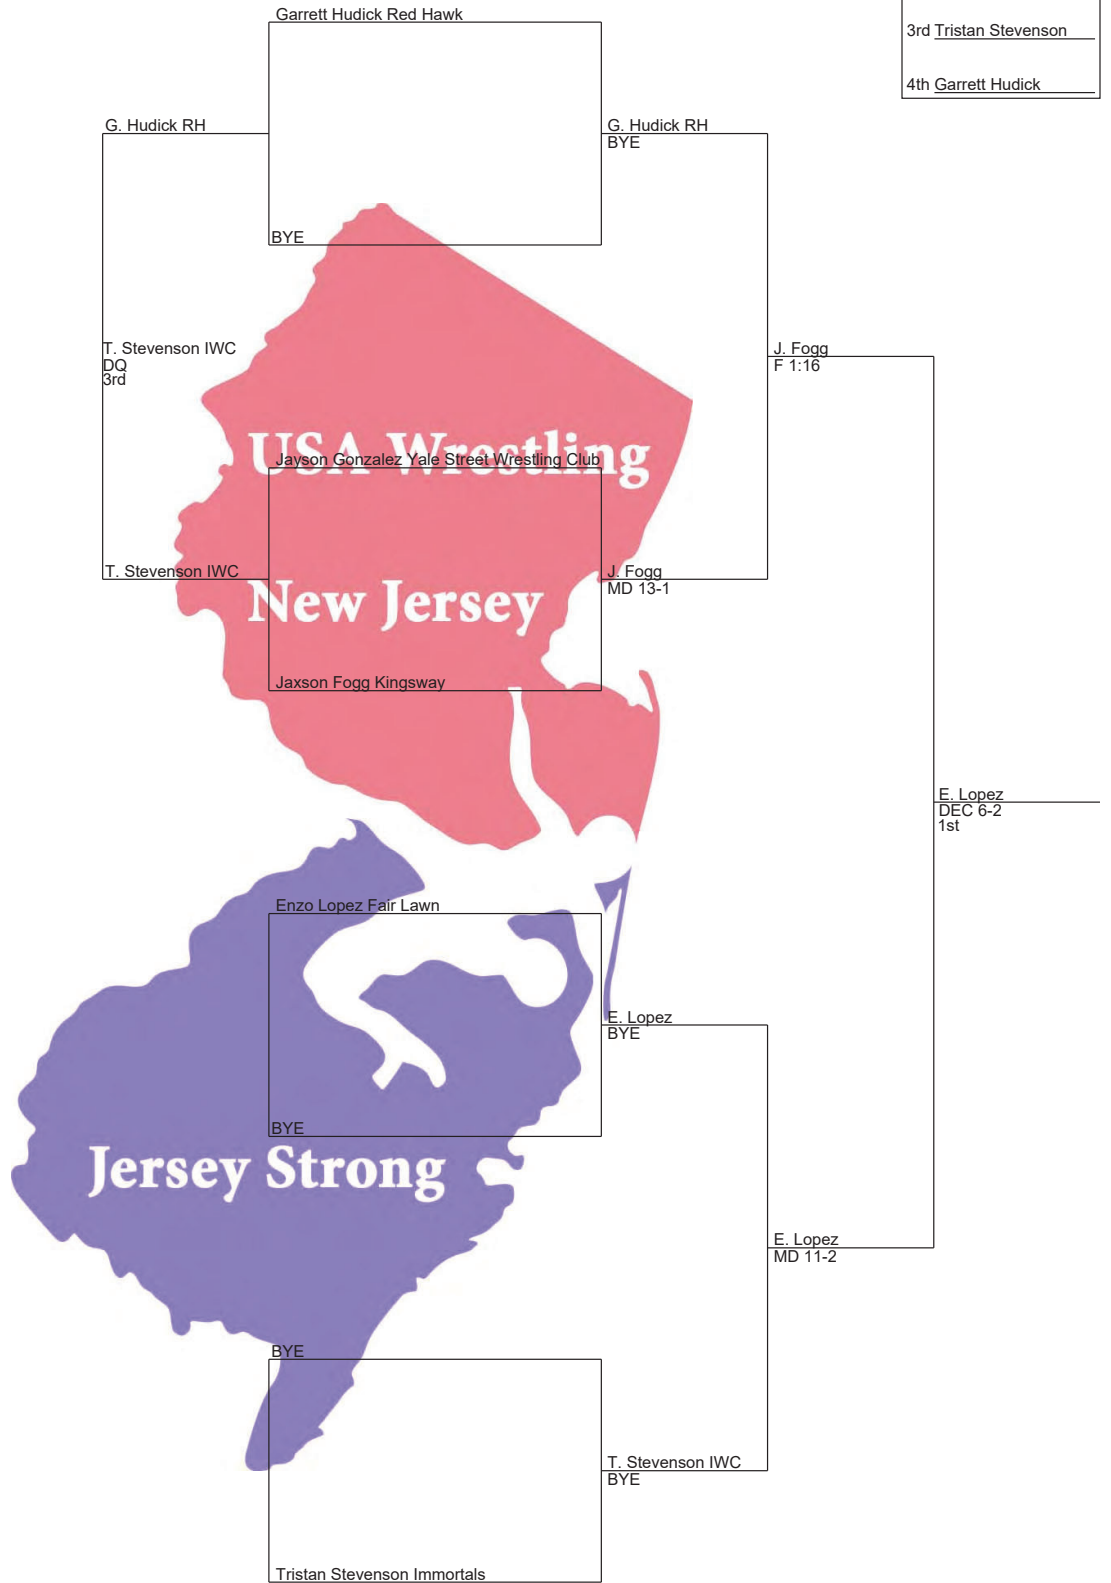 Garrett Hudick Red Hawk
3rd Tristan Stevenson
4th Garrett Hudick
G. Hudick RH
G. Hudick RH
BYE
BYE
T. Stevenson IWC
DQ
3rd
J. Fogg
F 1:16
USA Wrestling
Jayson Gonzalez Yale Street Wrestling Club
T. Stevenson IWC
New Jersey
J. Fogg
MD 13-1
Jaxson Fogg Kingsway
E. Lopez
DEC 6-2
1st
Enzo Lopez Fair Lawn
E. Lopez
BYE
BYE
Jersey Strong
E. Lopez
MD 11-2
BYE
T. Stevenson IWC
BYE
Tristan Stevenson Immortals